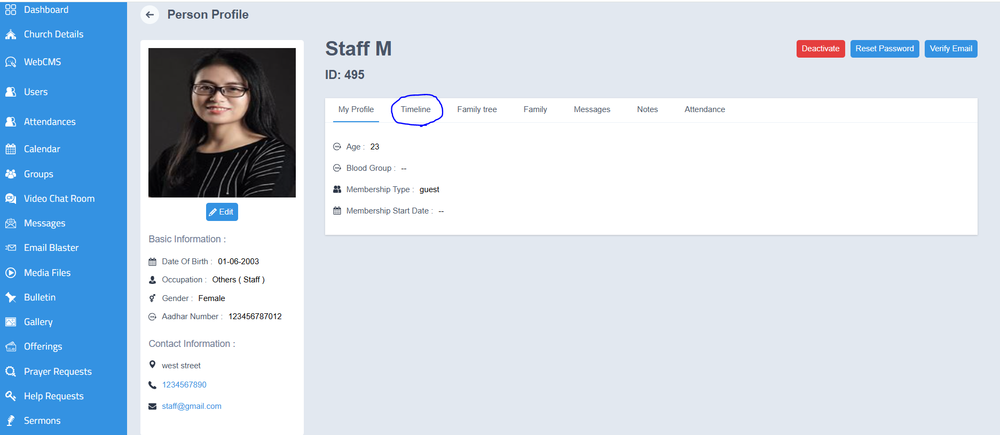 Dashboard
Church Details
WebCMS
Users
Attendances
Calendar
Groups
Video Chat Room
Messages
Email Blaster
Media Files
Bulletin
Gallery
Offerings
Prayer Requests
Help Requests
Sermons
Person Profile
Edit
Basic Information :
Date Of Birth : 01-06-2003
Occupation : Others ( Staff )
Gender : Female
Aadhar Number : 123456787012
Contact Information :
west street
1234567890
staff@gmail.com
Staff M
ID: 495
Deactivate Reset Password Verify Email
My Profile Timeline Family tree Family Messages Notes Attendance
Age : 23
Blood Group : --
Membership Type : guest
Membership Start Date : --